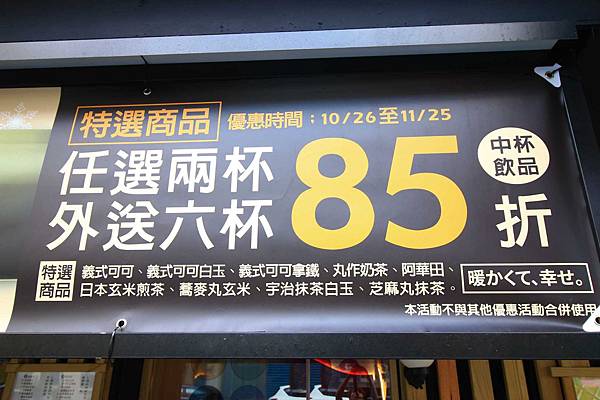 特選商品 優惠時間：10/26至11/25
任選兩杯
外送六杯
85折
中杯
飲品
特選
商品
義式可可、義式可可白玉、義式可可拿鐵、丸作奶茶、阿華田、
日本玄米煎茶、蕎麥丸玄米、宇治抹茶白玉、芝麻丸抹茶。
暖かくて、幸せ。
本活動不與其他優惠活動合併使用